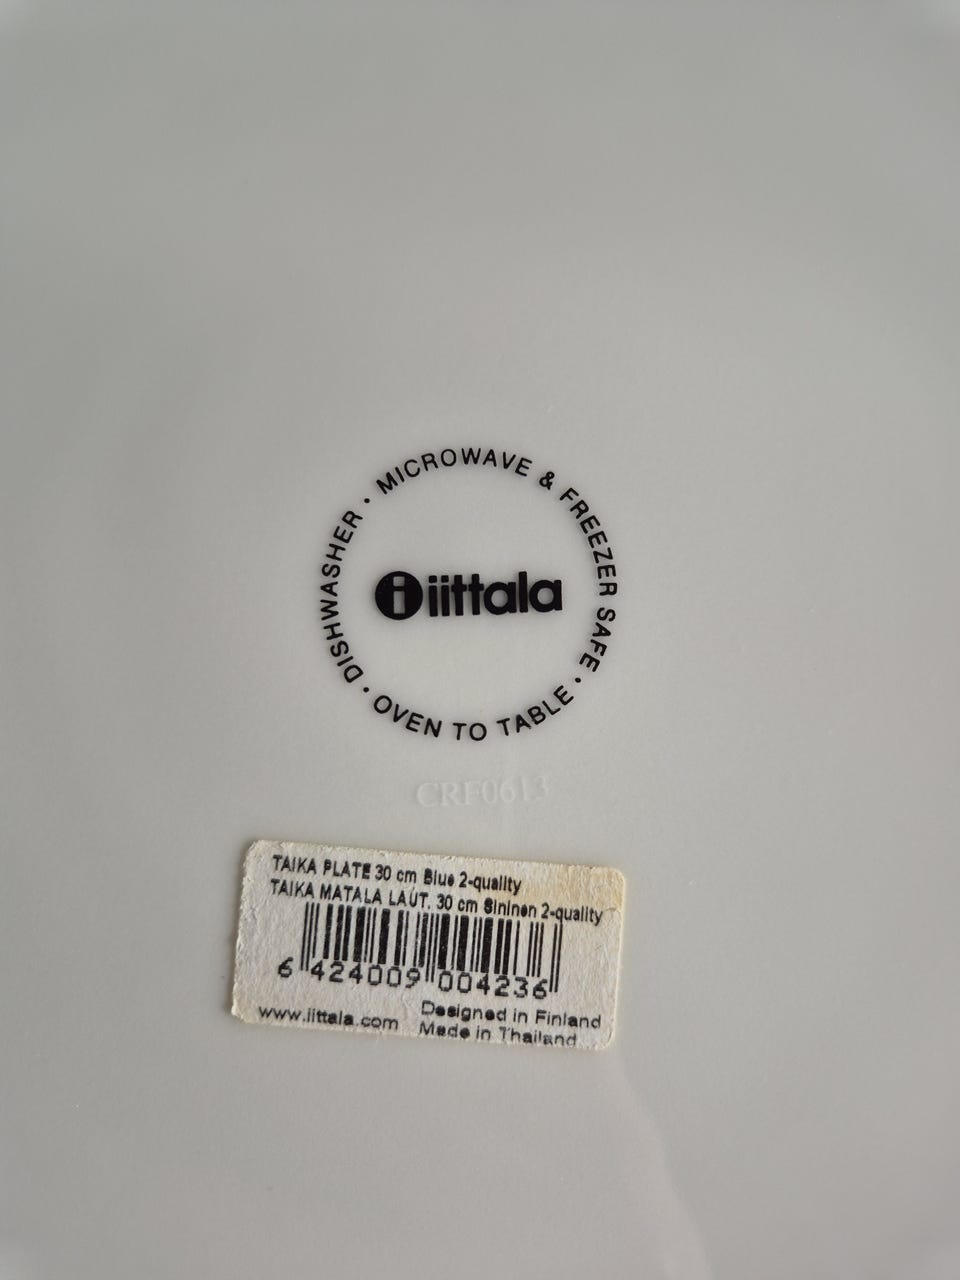 DISHWASHER · MICROWAVE & FREEZER SAFE · OVEN TO TABLE ·
i iittala
CRF0613
TAIKA PLATE 30 cm Blue 2-quality
TAIKA MATALA LAUT. 30 cm Sininen 2-quality
6 424009 004236
www.iittala.com
Designed in Finland
Made in Thailand